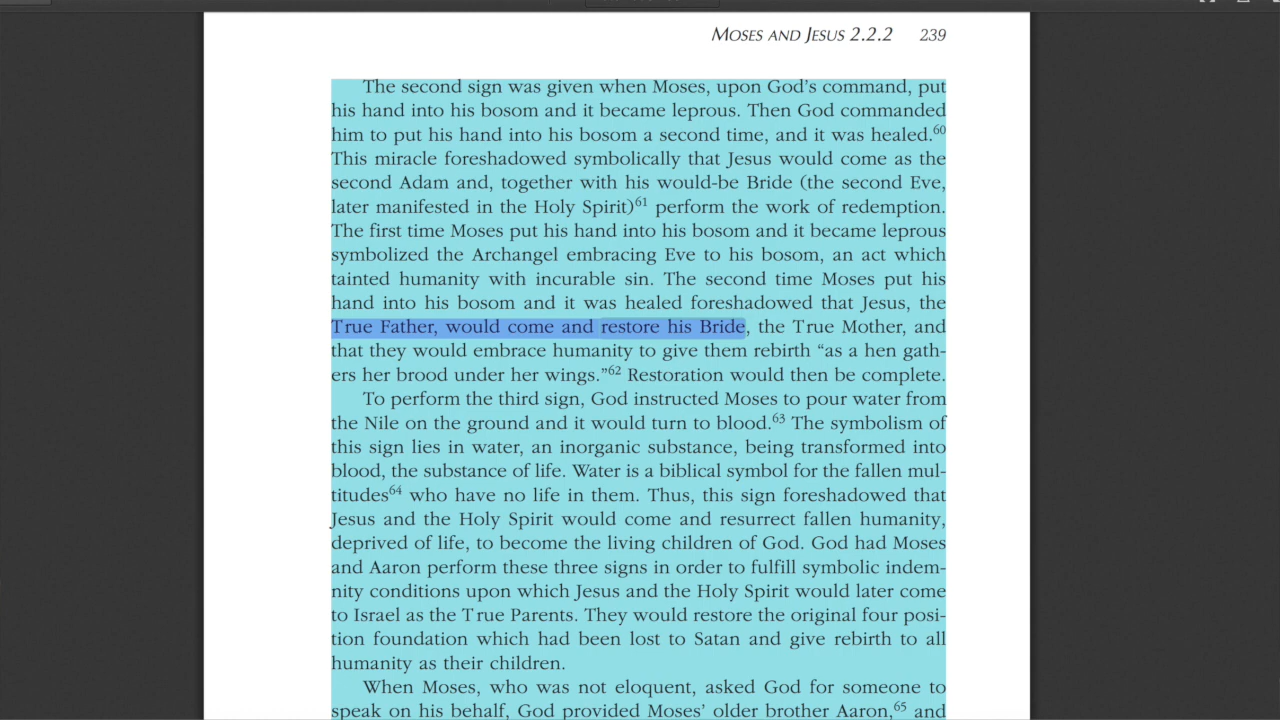 MOSES AND JESUS 2.2.2 239
The second sign was given when Moses, upon God's command, put
his hand into his bosom and it became leprous. Then God commanded
him to put his hand into his bosom a second time, and it was healed.60
This miracle foreshadowed symbolically that Jesus would come as the
second Adam and, together with his would-be Bride (the second Eve,
later manifested in the Holy Spirit)61 perform the work of redemption.
The first time Moses put his hand into his bosom and it became leprous
symbolized the Archangel embracing Eve to his bosom, an act which
tainted humanity with incurable sin. The second time Moses put his
hand into his bosom and it was healed foreshadowed that Jesus, the
True Father, would come and restore his Bride, the True Mother, and
that they would embrace humanity to give them rebirth “as a hen gath-
ers her brood under her wings.”62 Restoration would then be complete.
To perform the third sign, God instructed Moses to pour water from
the Nile on the ground and it would turn to blood.63 The symbolism of
this sign lies in water, an inorganic substance, being transformed into
blood, the substance of life. Water is a biblical symbol for the fallen mul-
titudes64 who have no life in them. Thus, this sign foreshadowed that
Jesus and the Holy Spirit would come and resurrect fallen humanity,
deprived of life, to become the living children of God. God had Moses
and Aaron perform these three signs in order to fulfill symbolic indem-
nity conditions upon which Jesus and the Holy Spirit would later come
to Israel as the True Parents. They would restore the original four posi-
tion foundation which had been lost to Satan and give rebirth to all
humanity as their children.
When Moses, who was not eloquent, asked God for someone to
speak on his behalf, God provided Moses' older brother Aaron,65 and